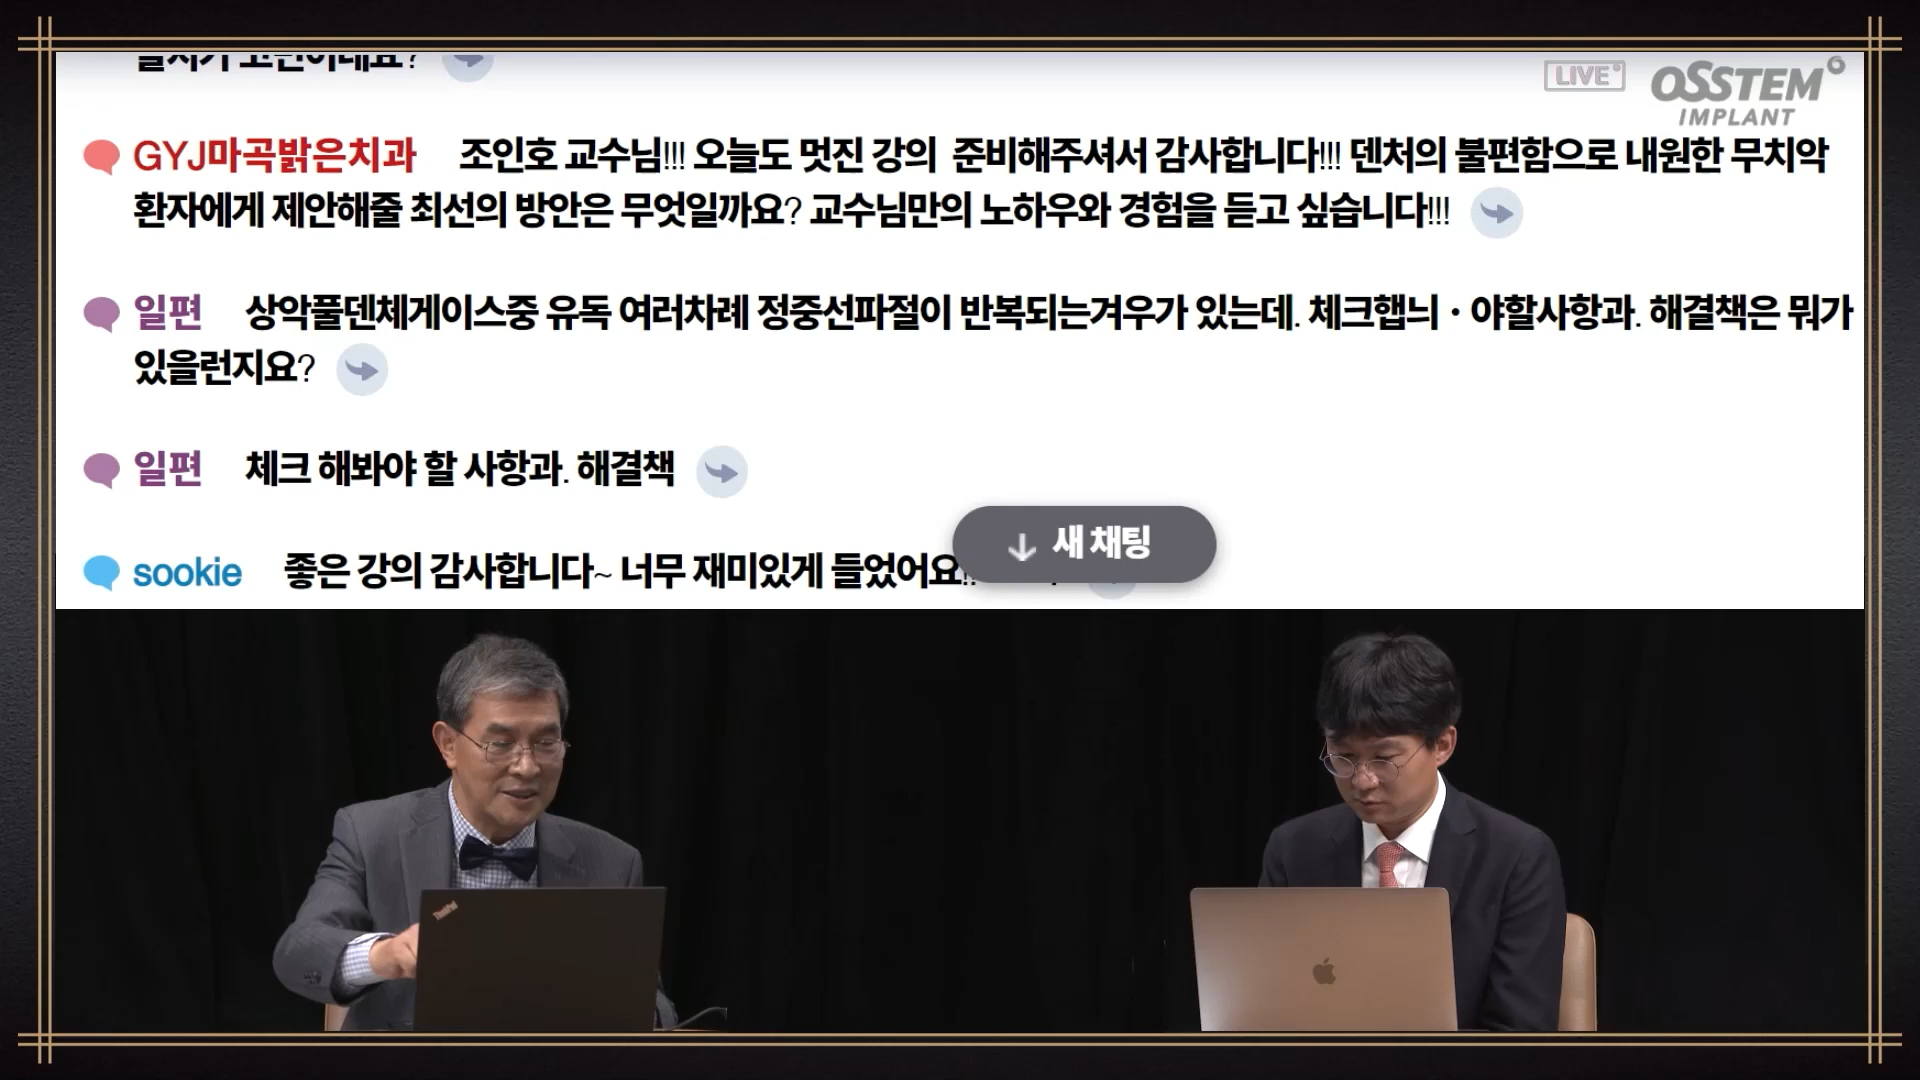 LIVE
OSSTEM
IMPLANT
GYJ마곡밝은치과 조인호 교수님!!! 오늘도 멋진 강의 준비해주셔서 감사합니다!!! 덴처의 불편함으로 내원한 무치악
환자에게 제안해줄 최선의 방안은 무엇일까요? 교수님만의 노하우와 경험을 듣고 싶습니다!!!
일편 상악풀덴체게이스중 유독 여러차례 정중선파절이 반복되는겨우가 있는데. 체크햅늬·야할사항과. 해결책은 뭐가
있을런지요?
일편 체크 해봐야 할 사항과. 해결책
새 채팅
sookie 좋은 강의 감사합니다~ 너무 재미있게 들었어요!!
ThinkPad